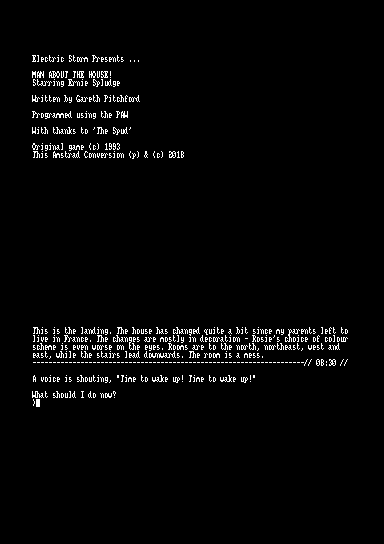 Electric Storm Presents ...
MAN ABOUT THE HOUSE!
Starring Ernie Spludge
Written by Gareth Pitchford
Programmed using the PAW
With thanks to 'The Spud'
Original game (c) 1993
This Amstrad Conversion (p) & (c) 2018
This is the landing. The house has changed quite a bit since my parents left to
live in France. The changes are mostly in decoration - Rosie's choice of colour
scheme is even worse on the eyes. Rooms are to the north, northeast, west and
east, while the stairs lead downwards. The room is a mess.
--------------------------------------------------------------------// 08:30 //
A voice is shouting, "Time to wake up! Time to wake up!"
What should I do now?
>